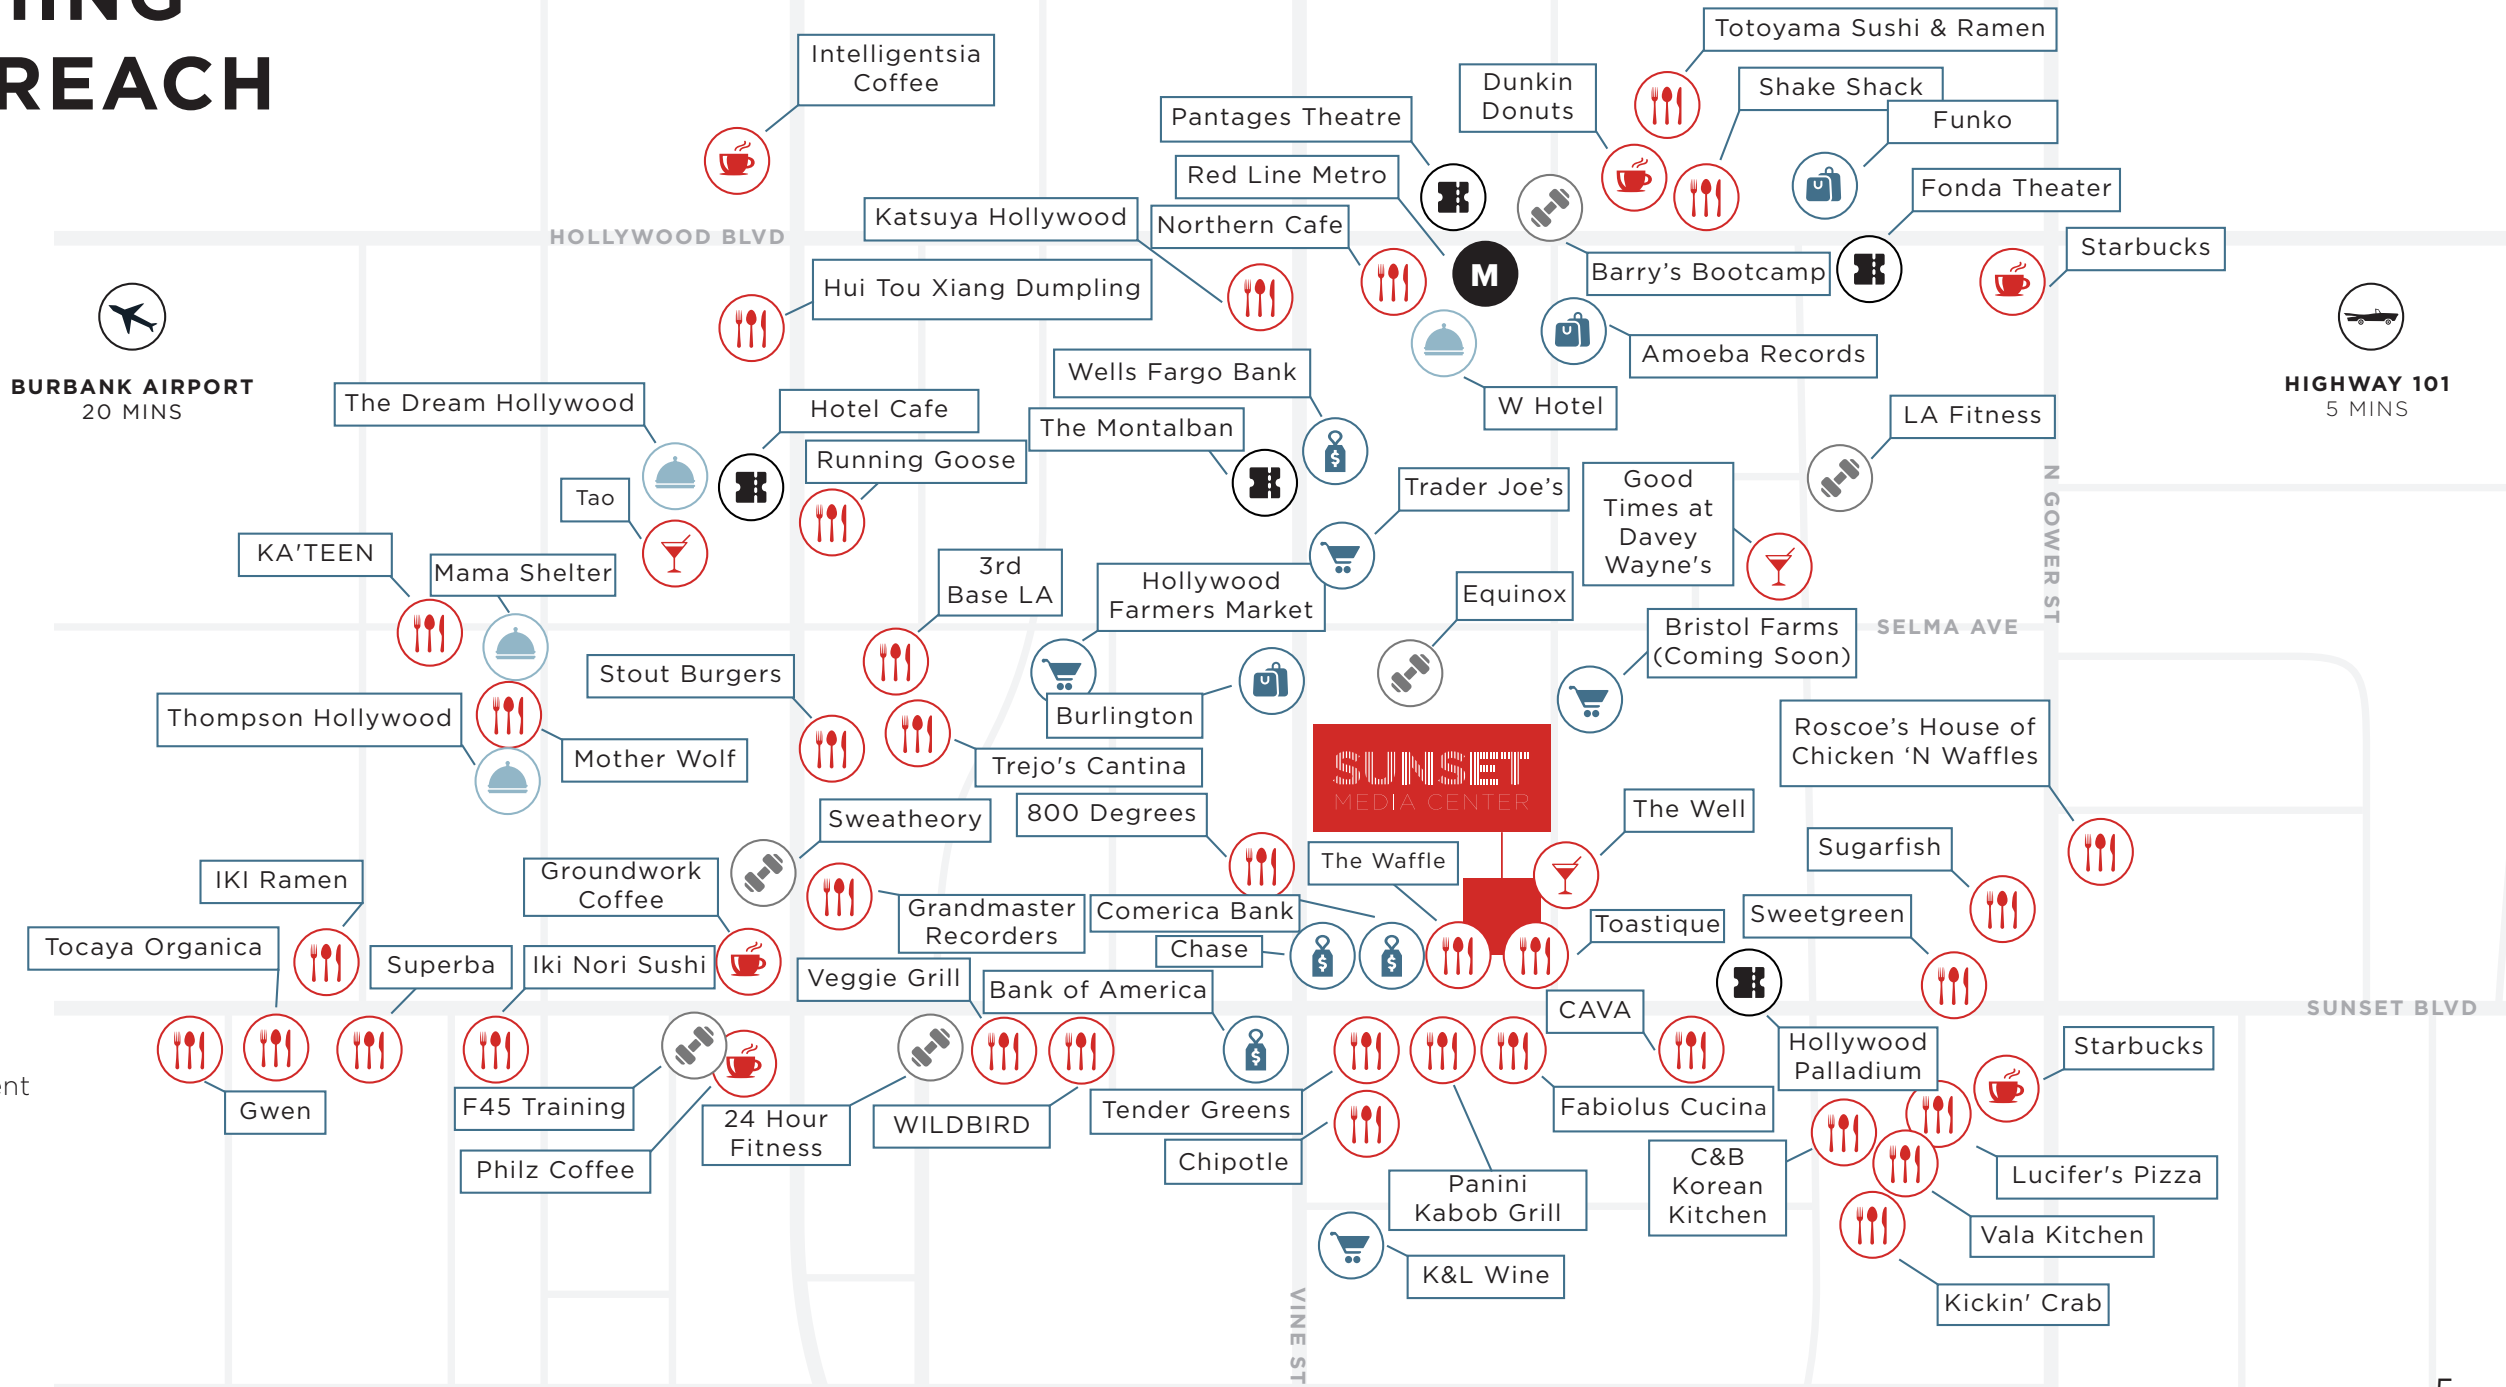 REACH
Totoyama Sushi & Ramen
Intelligentsia
Coffee
Dunkin
Donuts
Shake Shack
Funko
Pantages Theatre
Red Line Metro
Fonda Theater
Katsuya Hollywood
Northern Cafe
HOLLYWOOD BLVD
Starbucks
M
Barry's Bootcamp
Hui Tou Xiang Dumpling
BURBANK AIRPORT
20 MINS
HIGHWAY 101
5 MINS
Amoeba Records
Wells Fargo Bank
The Dream Hollywood
Hotel Cafe
W Hotel
LA Fitness
The Montalban
Running Goose
Trader Joe's
Good
Times at
Davey
Wayne's
Tao
N GOWER ST
KA'TEEN
Mama Shelter
3rd
Base LA
Hollywood
Farmers Market
Equinox
Bristol Farms
(Coming Soon)
SELMA AVE
Stout Burgers
Thompson Hollywood
Burlington
Mother Wolf
Trejo's Cantina
Roscoe's House of
Chicken ‘N Waffles
SUNSET
MEDIA CENTER
Sweatheory
800 Degrees
The Well
The Waffle
Sugarfish
IKI Ramen
Groundwork
Coffee
Grandmaster
Recorders
Comerica Bank
Toastique
Sweetgreen
Tocaya Organica
Superba
Iki Nori Sushi
Chase
Veggie Grill
Bank of America
CAVA
SUNSET BLVD
Hollywood
Palladium
Starbucks
ent
Gwen
F45 Training
24 Hour
Fitness
WILDBIRD
Tender Greens
Fabiolus Cucina
Philz Coffee
Chipotle
Panini
Kabob Grill
C&B
Korean
Kitchen
Lucifer's Pizza
Vala Kitchen
K&L Wine
Kickin' Crab
VINE ST